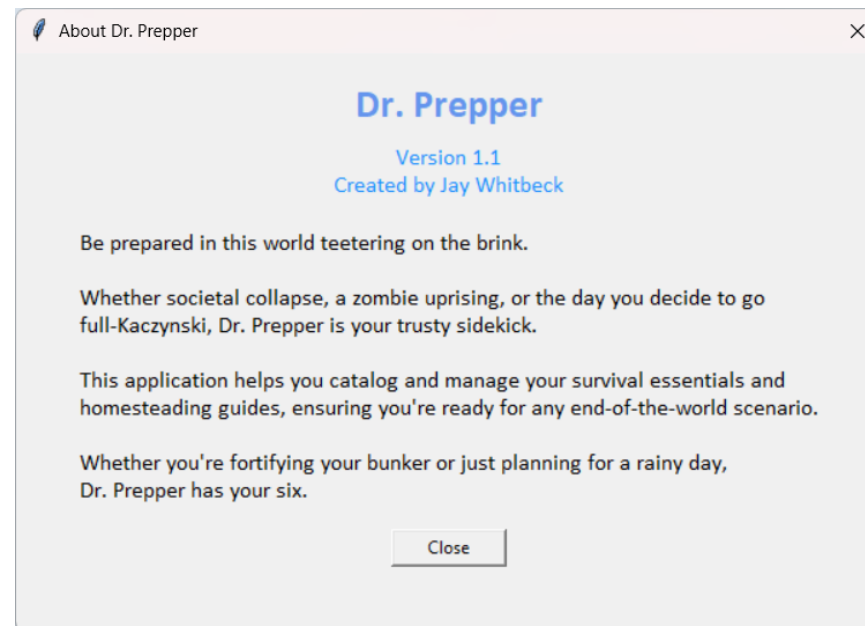 About Dr. Prepper
Dr. Prepper
Version 1.1
Created by Jay Whitbeck
Be prepared in this world teetering on the brink.
Whether societal collapse, a zombie uprising, or the day you decide to go
full-Kaczynski, Dr. Prepper is your trusty sidekick.
This application helps you catalog and manage your survival essentials and
homesteading guides, ensuring you're ready for any end-of-the-world scenario.
Whether you're fortifying your bunker or just planning for a rainy day,
Dr. Prepper has your six.
Close